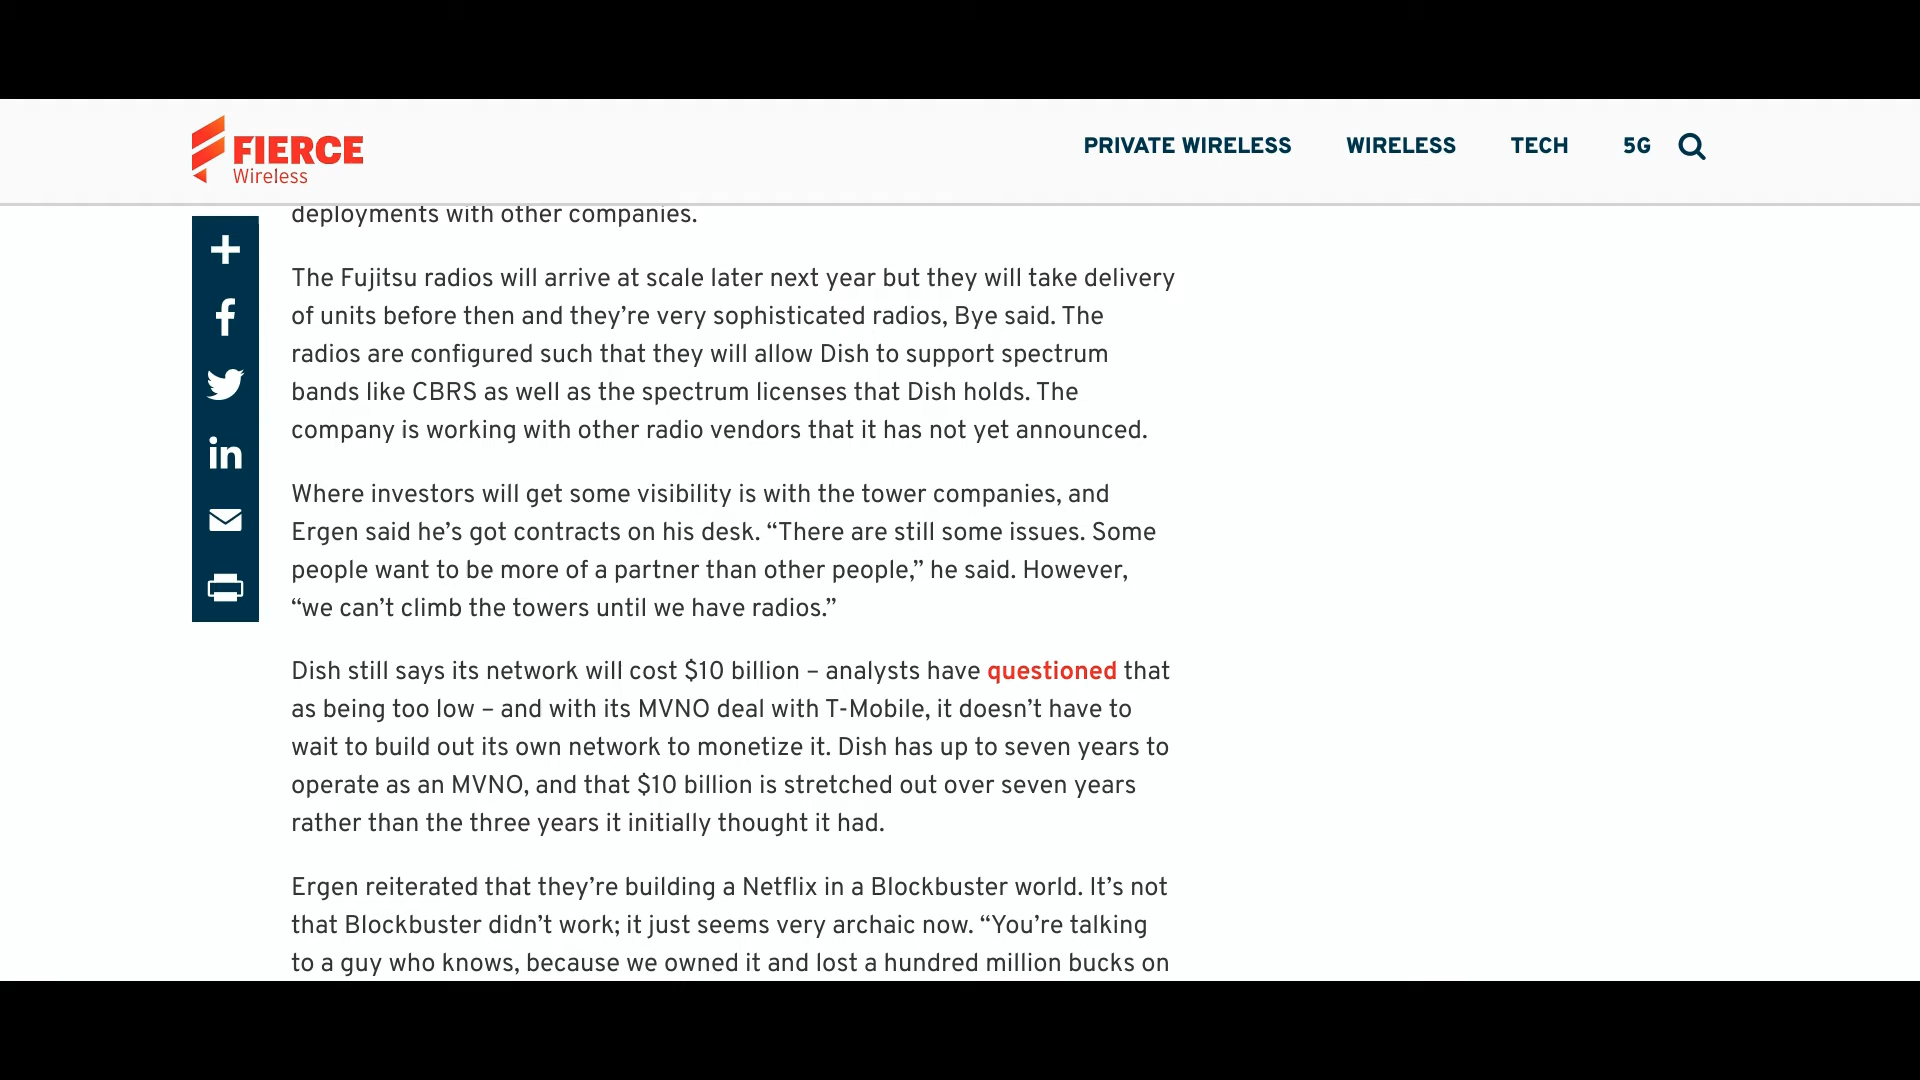 FIERCE
Wireless
PRIVATE WIRELESS WIRELESS TECH 5G
deployments with other companies.
The Fujitsu radios will arrive at scale later next year but they will take delivery
of units before then and they’re very sophisticated radios, Bye said. The
radios are configured such that they will allow Dish to support spectrum
bands like CBRS as well as the spectrum licenses that Dish holds. The
company is working with other radio vendors that it has not yet announced.
Where investors will get some visibility is with the tower companies, and
Ergen said he’s got contracts on his desk. “There are still some issues. Some
people want to be more of a partner than other people,” he said. However,
“we can’t climb the towers until we have radios.”
Dish still says its network will cost $10 billion – analysts have questioned that
as being too low – and with its MVNO deal with T-Mobile, it doesn’t have to
wait to build out its own network to monetize it. Dish has up to seven years to
operate as an MVNO, and that $10 billion is stretched out over seven years
rather than the three years it initially thought it had.
Ergen reiterated that they’re building a Netflix in a Blockbuster world. It’s not
that Blockbuster didn’t work; it just seems very archaic now. “You’re talking
to a guy who knows, because we owned it and lost a hundred million bucks on